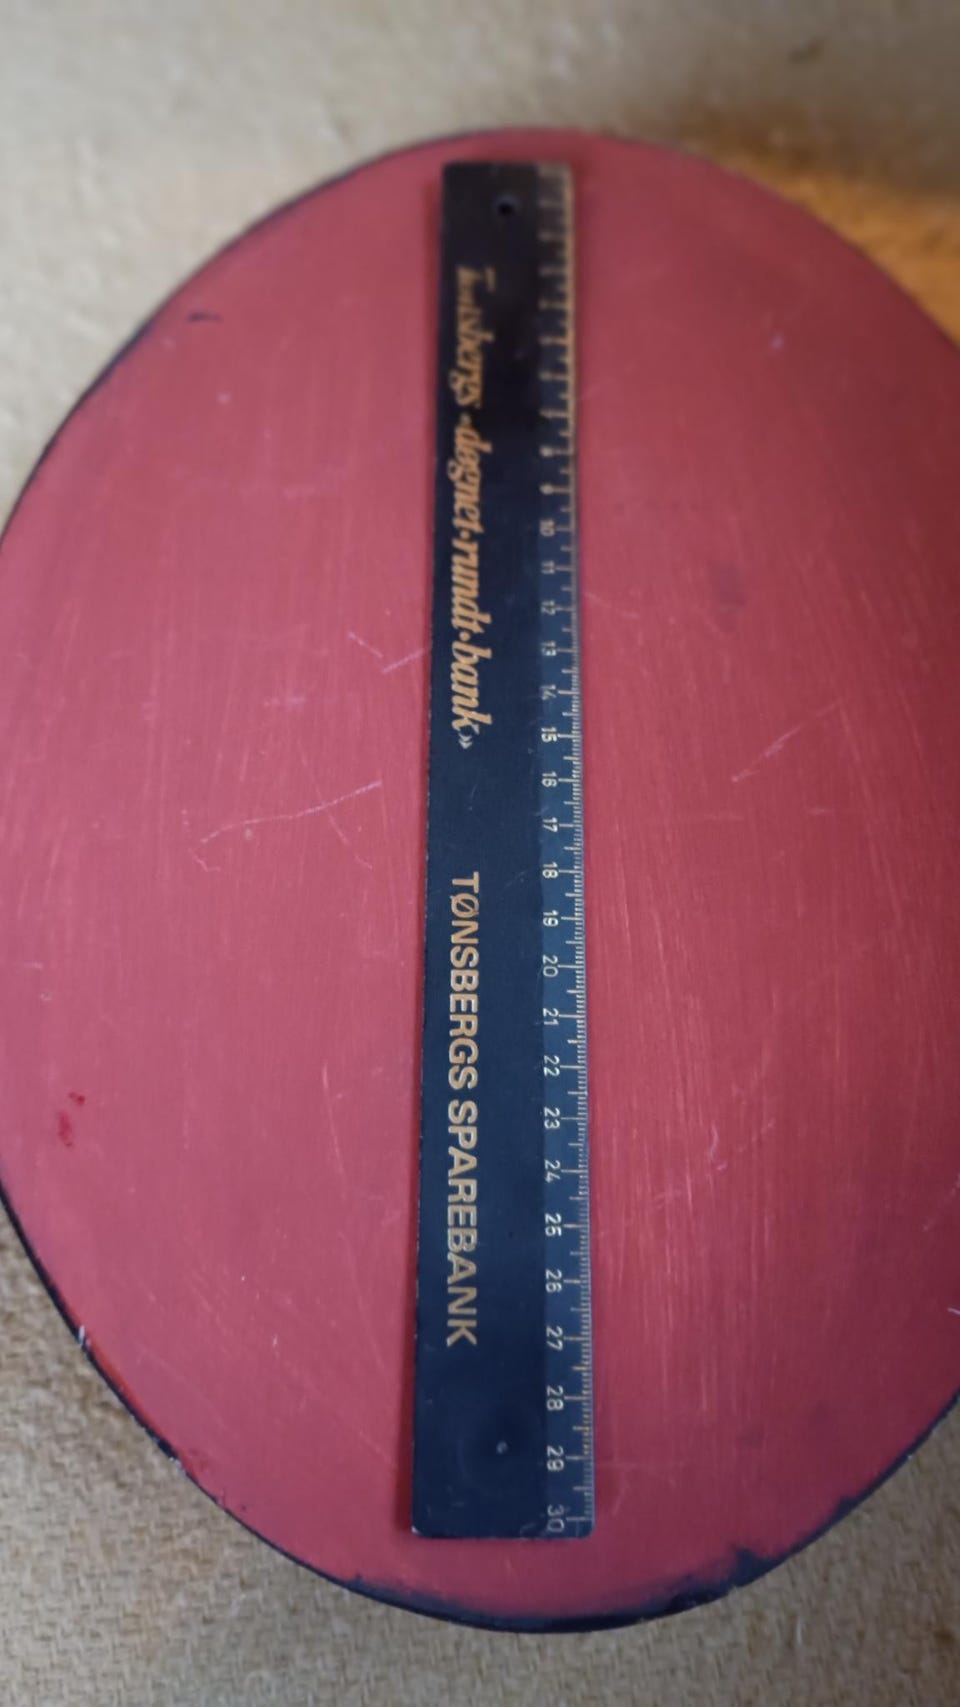 Tønsbergs «døgnet·rundt·bank»
TØNSBERGS SPAREBANK
9 10 11 12 13 14 15 16 17 18 19 20 21 22 23 24 25 26 27 28 29 30